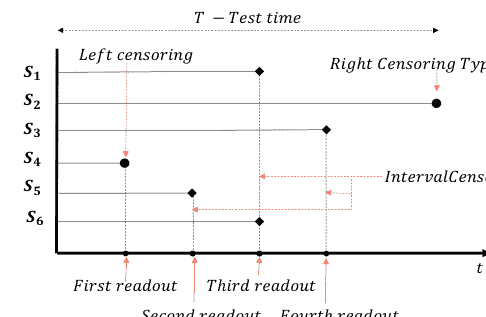 T − Test time
Left censoring
Right Censoring Typ
S1
S2
S3
S4
S5
IntervalCens
S6
t
First readout Third readout
Second readout Fourth readout